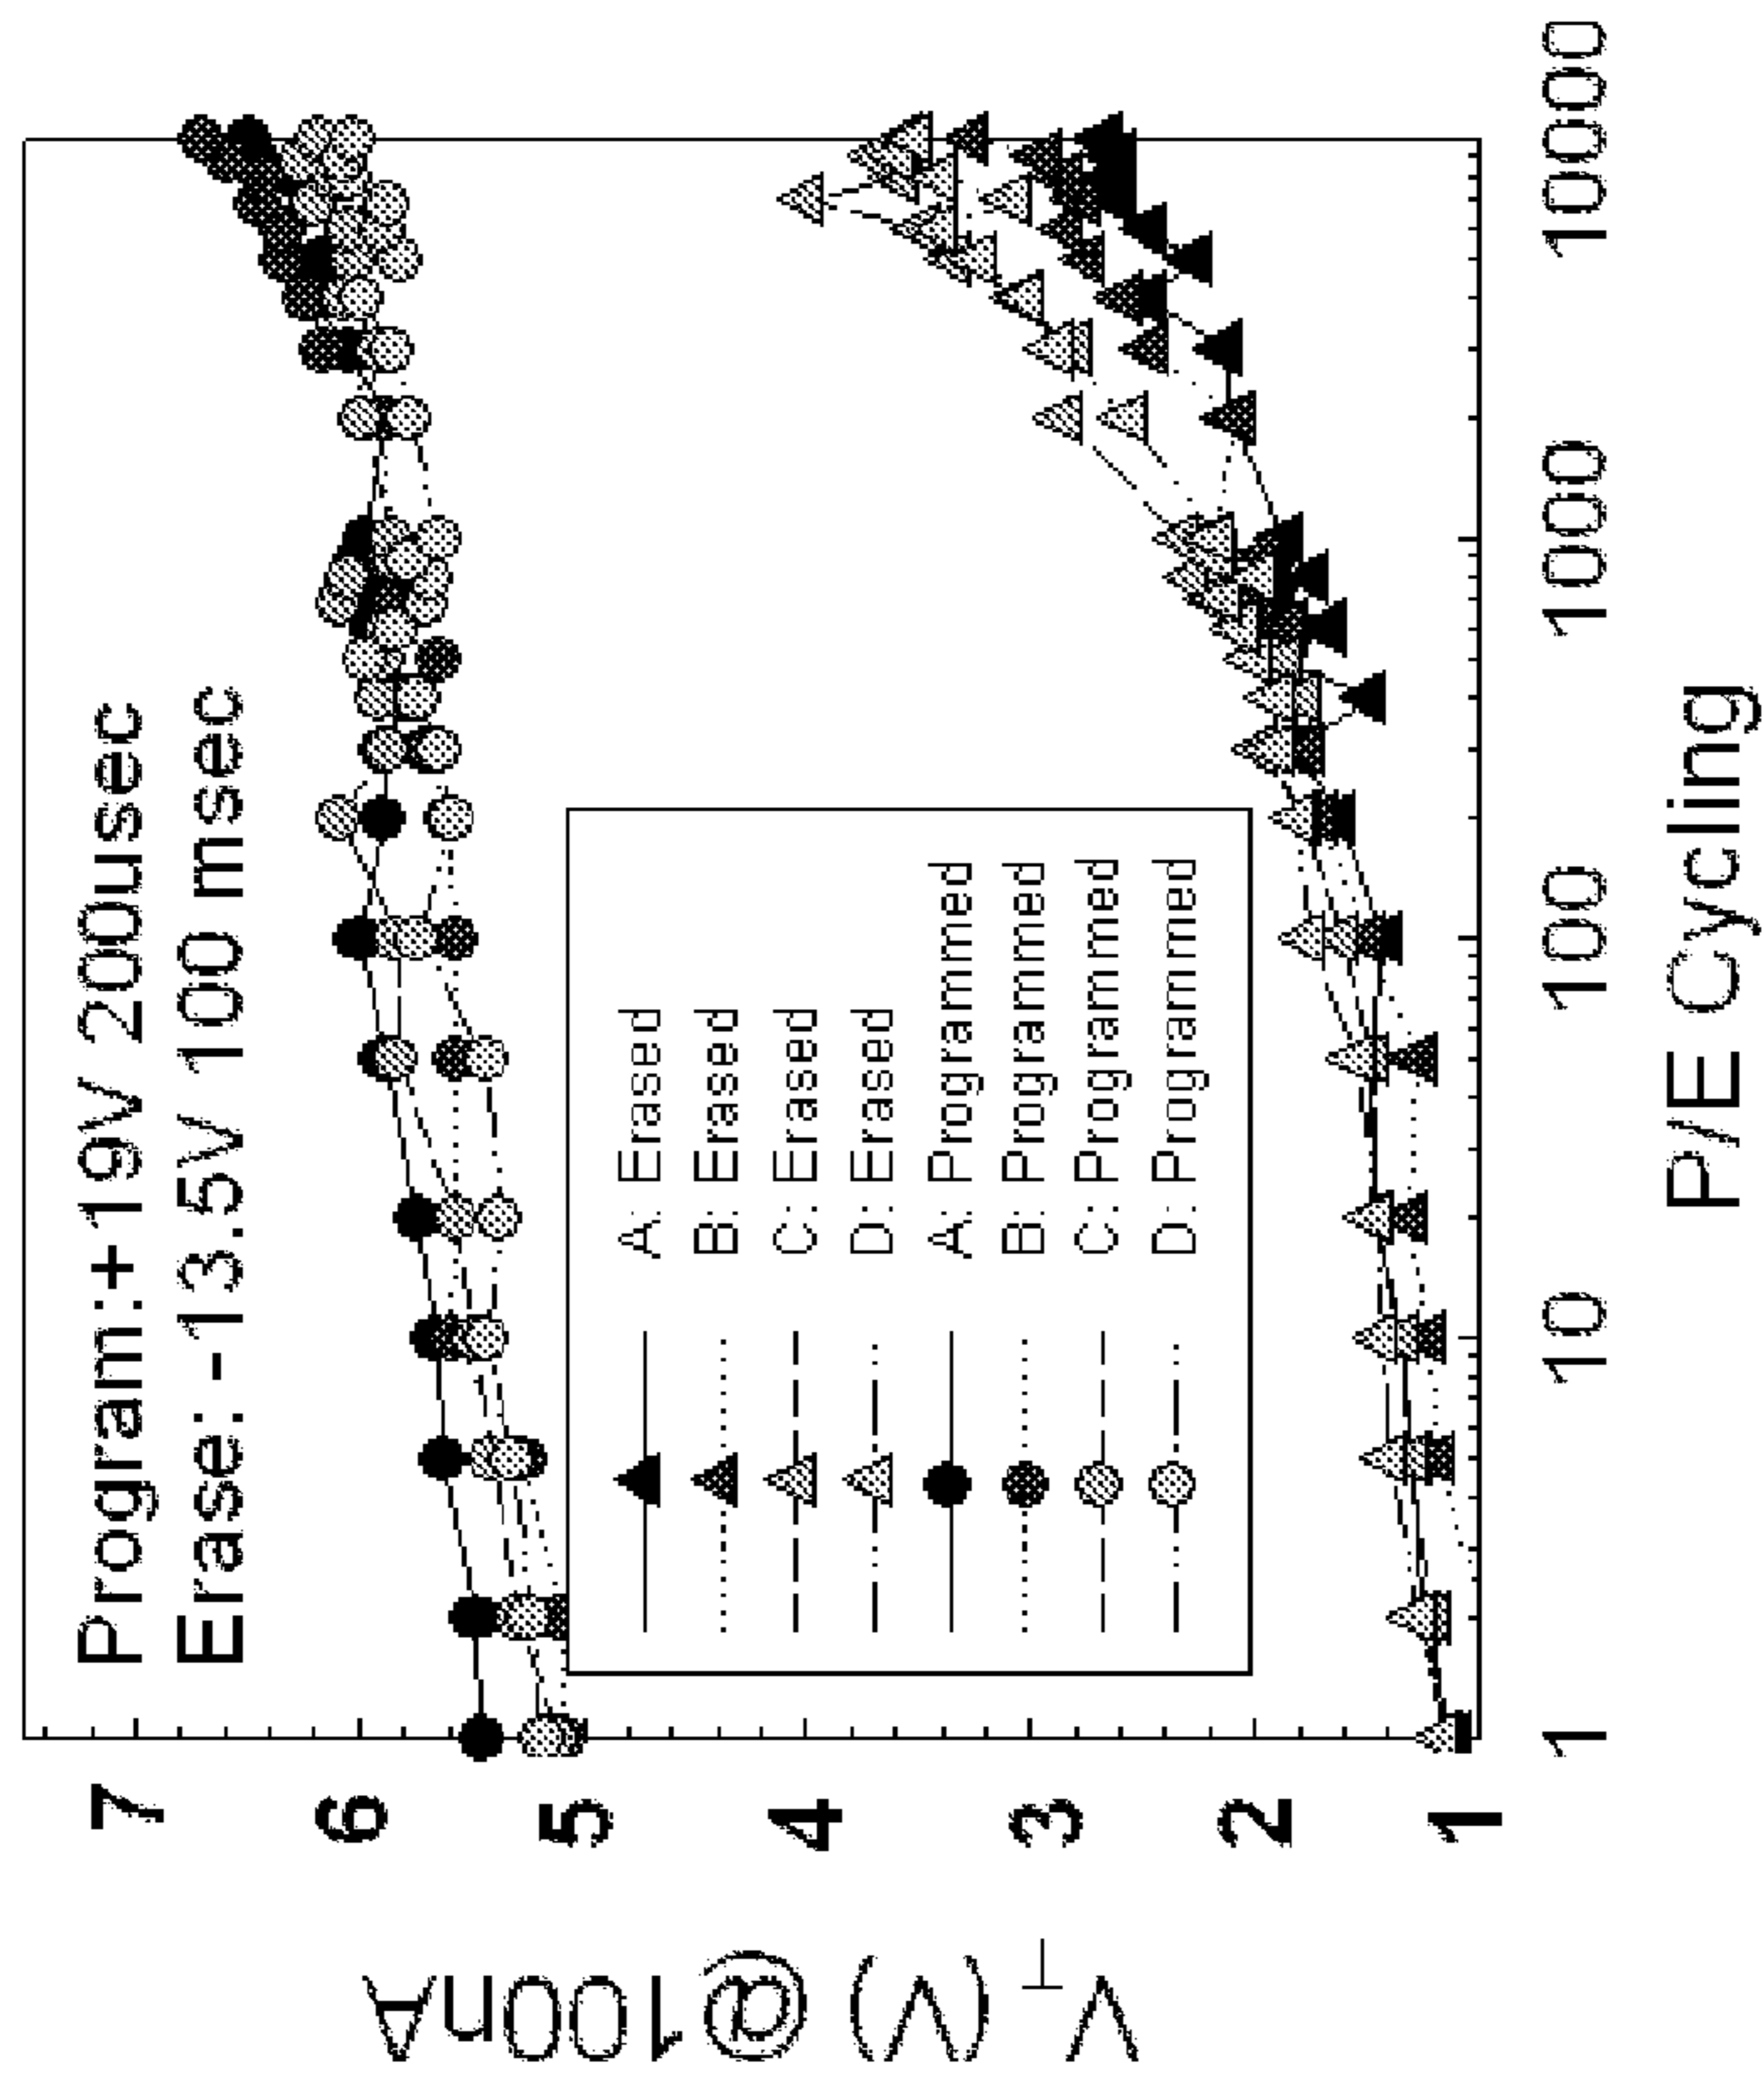 Program:+19V 200usec
Erase: -13.5V 100 msec
A: Erased
B: Erased
C: Erased
D: Erased
A: Programmed
B: Programmed
C: Programmed
D: Programmed
7
6
5
4
3
2
1
V_T (V) @100nA
1
10
100
1000
10000
P/E Cycling